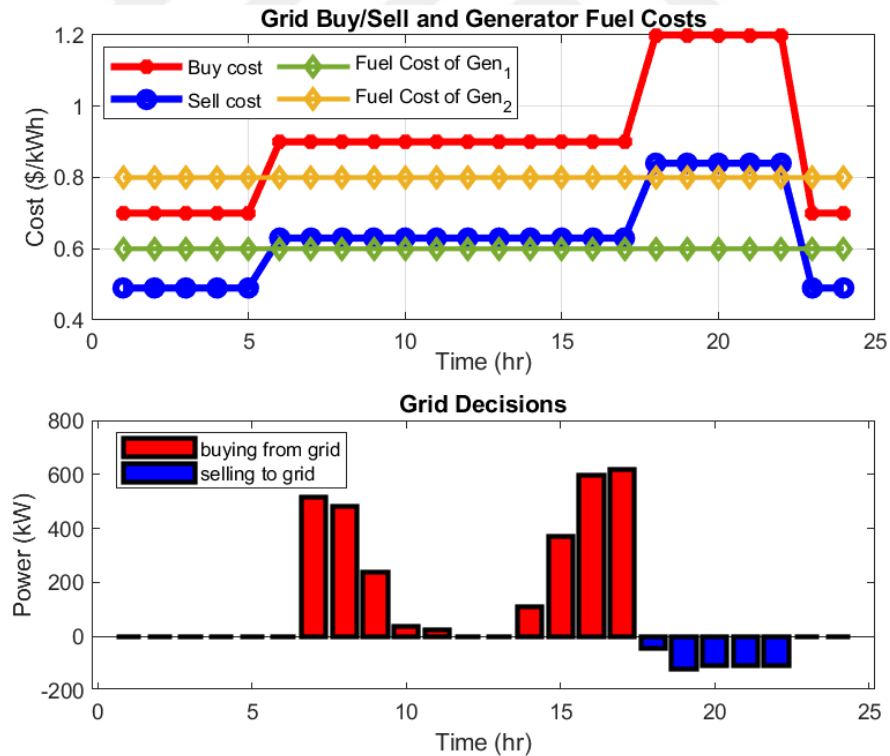 Grid Buy/Sell and Generator Fuel Costs
Buy cost
Sell cost
Fuel Cost of Gen1
Fuel Cost of Gen2
Cost ($/kWh)
1.2
1
0.8
0.6
0.4
0 5 10 15 20 25
Time (hr)
Grid Decisions
buying from grid
selling to grid
Power (kW)
800
600
400
200
0
-200
0 5 10 15 20 25
Time (hr)